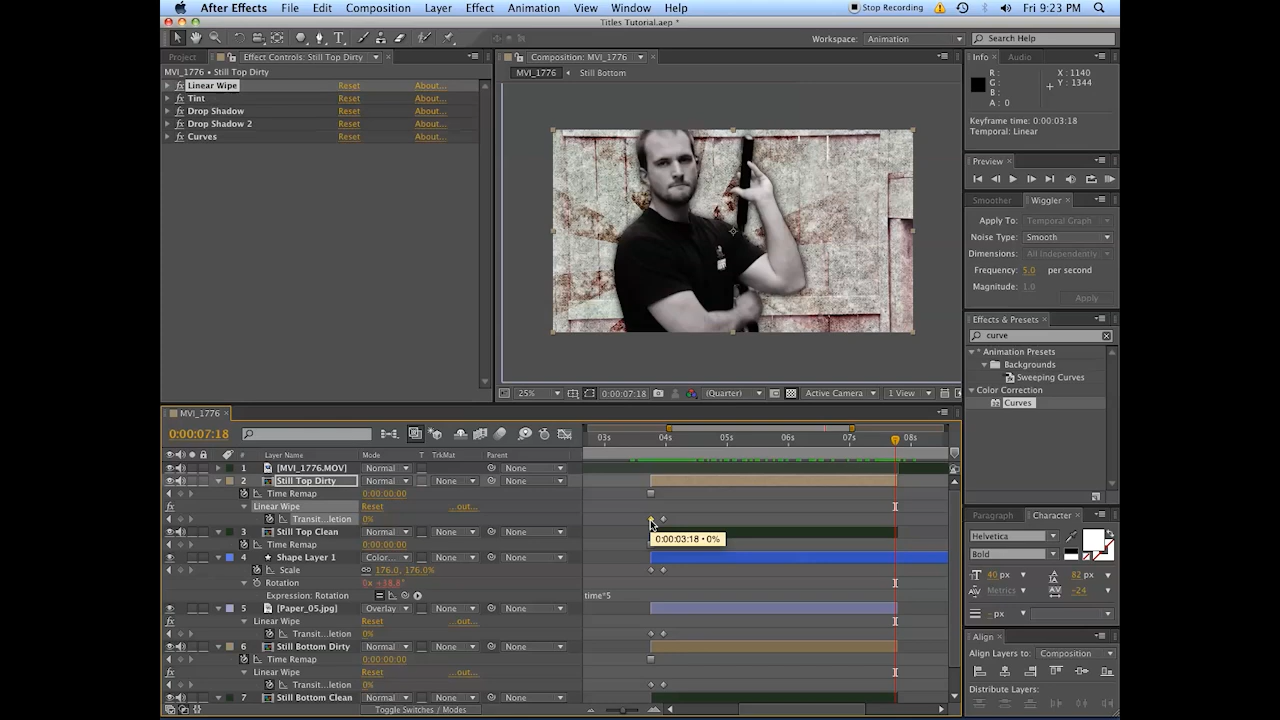 After Effects File Edit Composition Layer Effect Animation View Window Help Stop Recording Fri 9:23 PM
Titles Tutorial.aep *
Workspace: Animation Search Help
Project Effect Controls: Still Top Dirty Composition: MVI_1776 Info Audio
MVI_1776 • Still Top Dirty MVI_1776 Still Bottom
Linear Wipe Reset About...
Tint Reset About...
Drop Shadow Reset About...
Drop Shadow 2 Reset About...
Curves Reset About...
R : X : 1140
G : Y : 1344
B :
A : 0
Keyframe time: 0:00:03:18
Temporal: Linear
Preview
Smoother Wiggler
Apply To: Temporal Graph
Noise Type: Smooth
Dimensions: All Independently
Frequency: 5.0 per second
Magnitude: 1.0
Apply
Effects & Presets
curve
* Animation Presets
Backgrounds
Sweeping Curves
Color Correction
Curves
25% 0:00:07:18 (Quarter) Active Camera 1 View
MVI_1776
0:00:07:18 03s 04s 05s 06s 07s 08s
# Layer Name Mode T TrkMat Parent
1 [MVI_1776.MOV] Normal None
2 Still Top Dirty Normal None None
Time Remap 0:00:00:00
Linear Wipe Reset ...out...
Transit...letion 0%
0:00:03:18 • 0%
3 Still Top Clean Normal None None
Time Remap 0:00:00:00
4 Shape Layer 1 Color... None None
Scale 176.0, 176.0%
Rotation 0x +38.8°
Expression: Rotation time*5
5 [Paper_05.jpg] Overlay None None
Linear Wipe Reset ...out...
Transit...letion 0%
6 Still Bottom Dirty Normal None None
Time Remap 0:00:00:00
Linear Wipe Reset ...out...
Transit...letion 0%
7 Still Bottom Clean Normal None None
Toggle Switches / Modes
Paragraph Character
Helvetica
Bold
40 px 82 px
Metrics -24
- px
Align
Align Layers to: Composition
Distribute Layers: